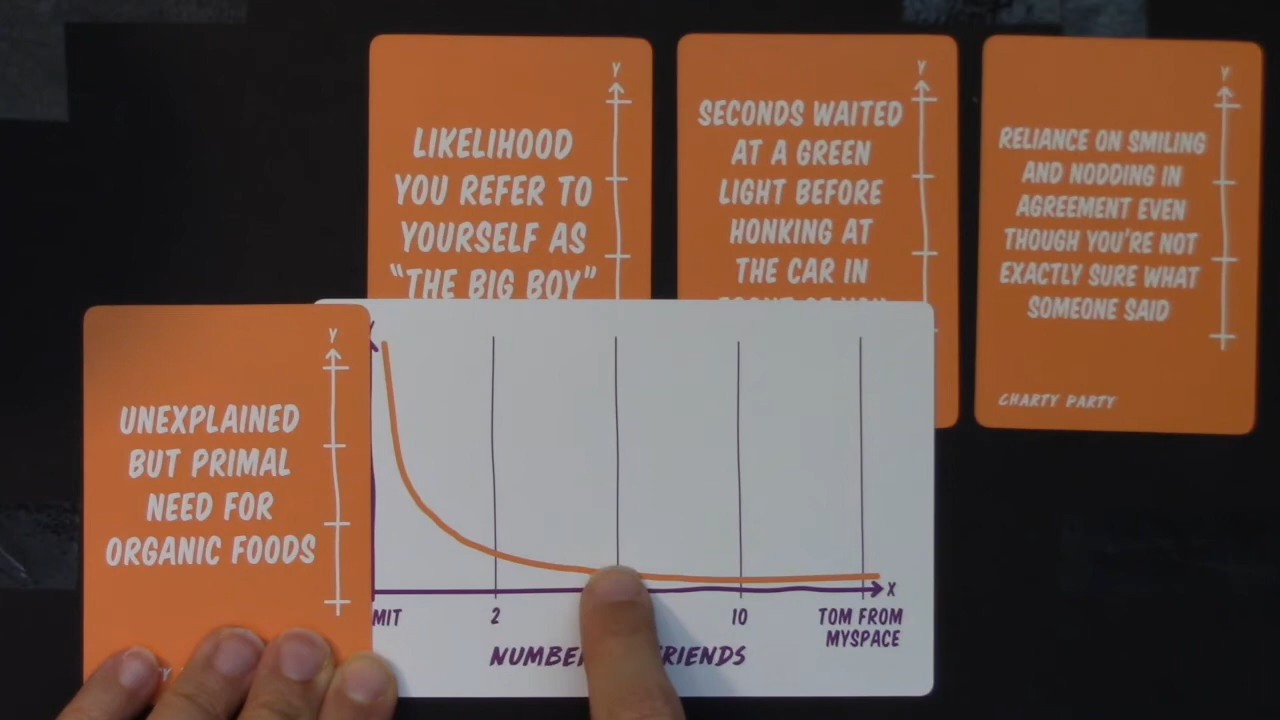 Y
LIKELIHOOD
YOU REFER TO
YOURSELF AS
"THE BIG BOY"
Y
SECONDS WAITED
AT A GREEN
LIGHT BEFORE
HONKING AT
THE CAR IN
Y
RELIANCE ON SMILING
AND NODDING IN
AGREEMENT EVEN
THOUGH YOU'RE NOT
EXACTLY SURE WHAT
SOMEONE SAID
CHARTY PARTY
Y
UNEXPLAINED
BUT PRIMAL
NEED FOR
ORGANIC FOODS
X
MIT
2
10
TOM FROM
MYSPACE